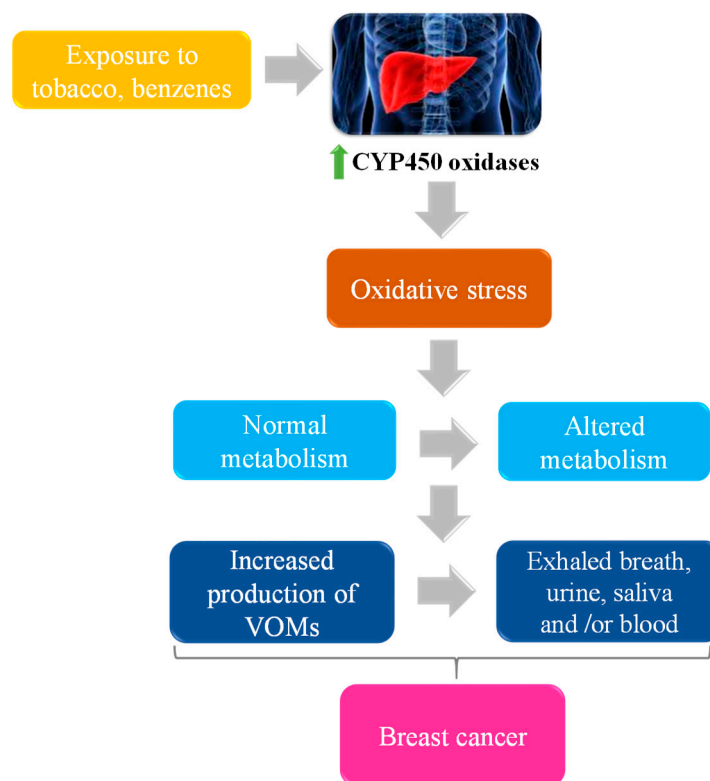 Exposure to
tobacco, benzenes
CYP450 oxidases
Oxidative stress
Normal
metabolism
Altered
metabolism
Increased
production of
VOMs
Exhaled breath,
urine, saliva
and /or blood
Breast cancer